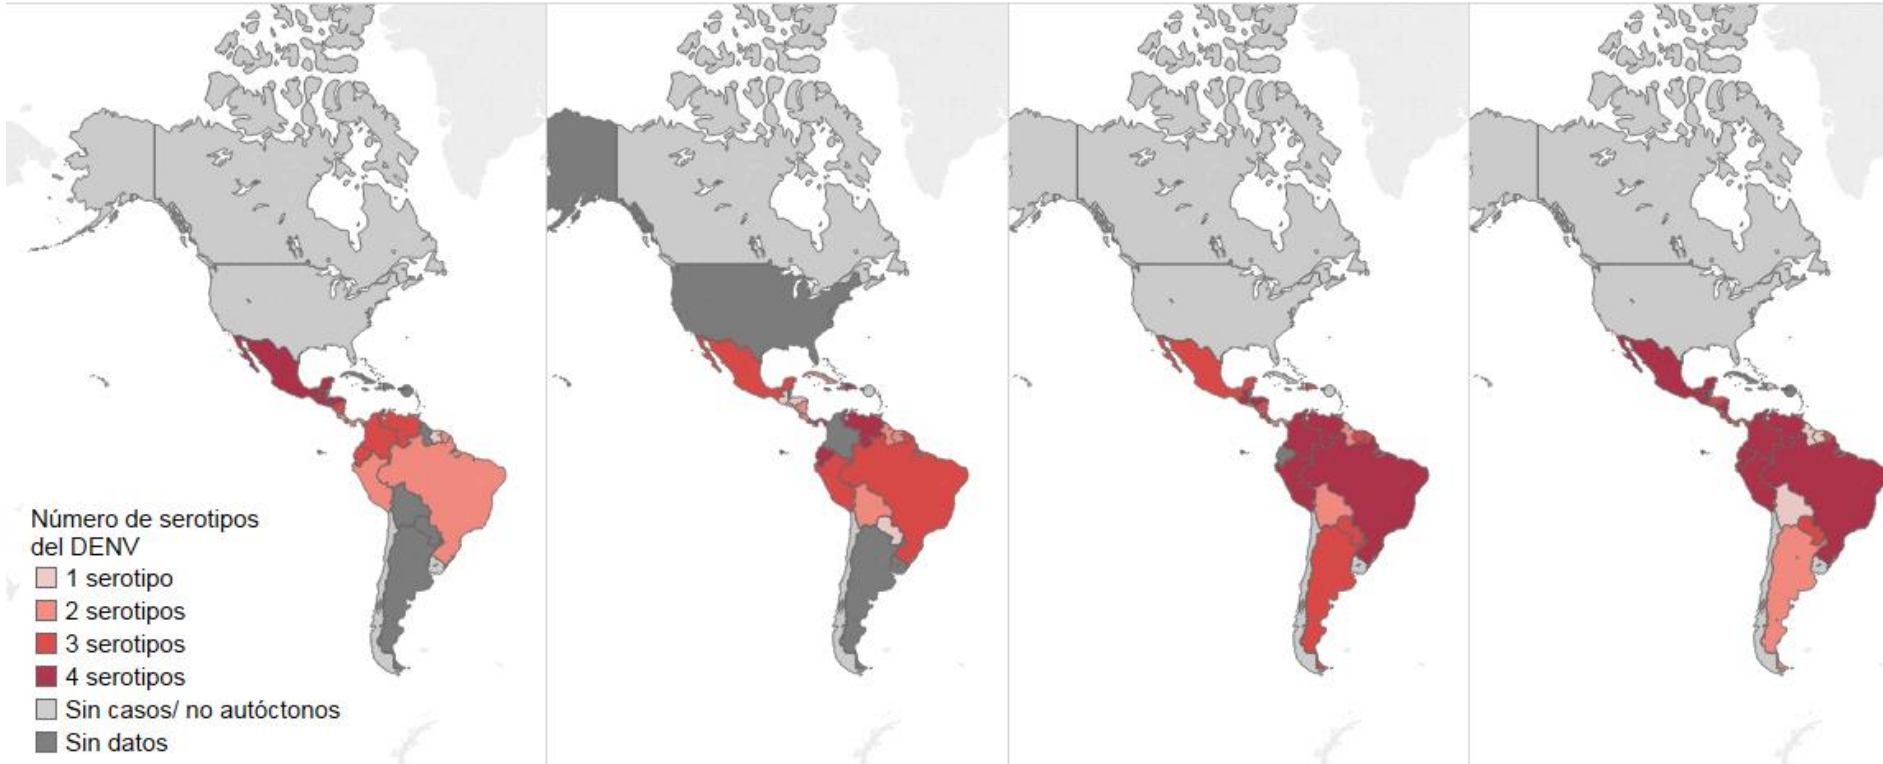 Número de serotipos
del DENV
1 serotipo
2 serotipos
3 serotipos
4 serotipos
Sin casos/ no autóctonos
Sin datos